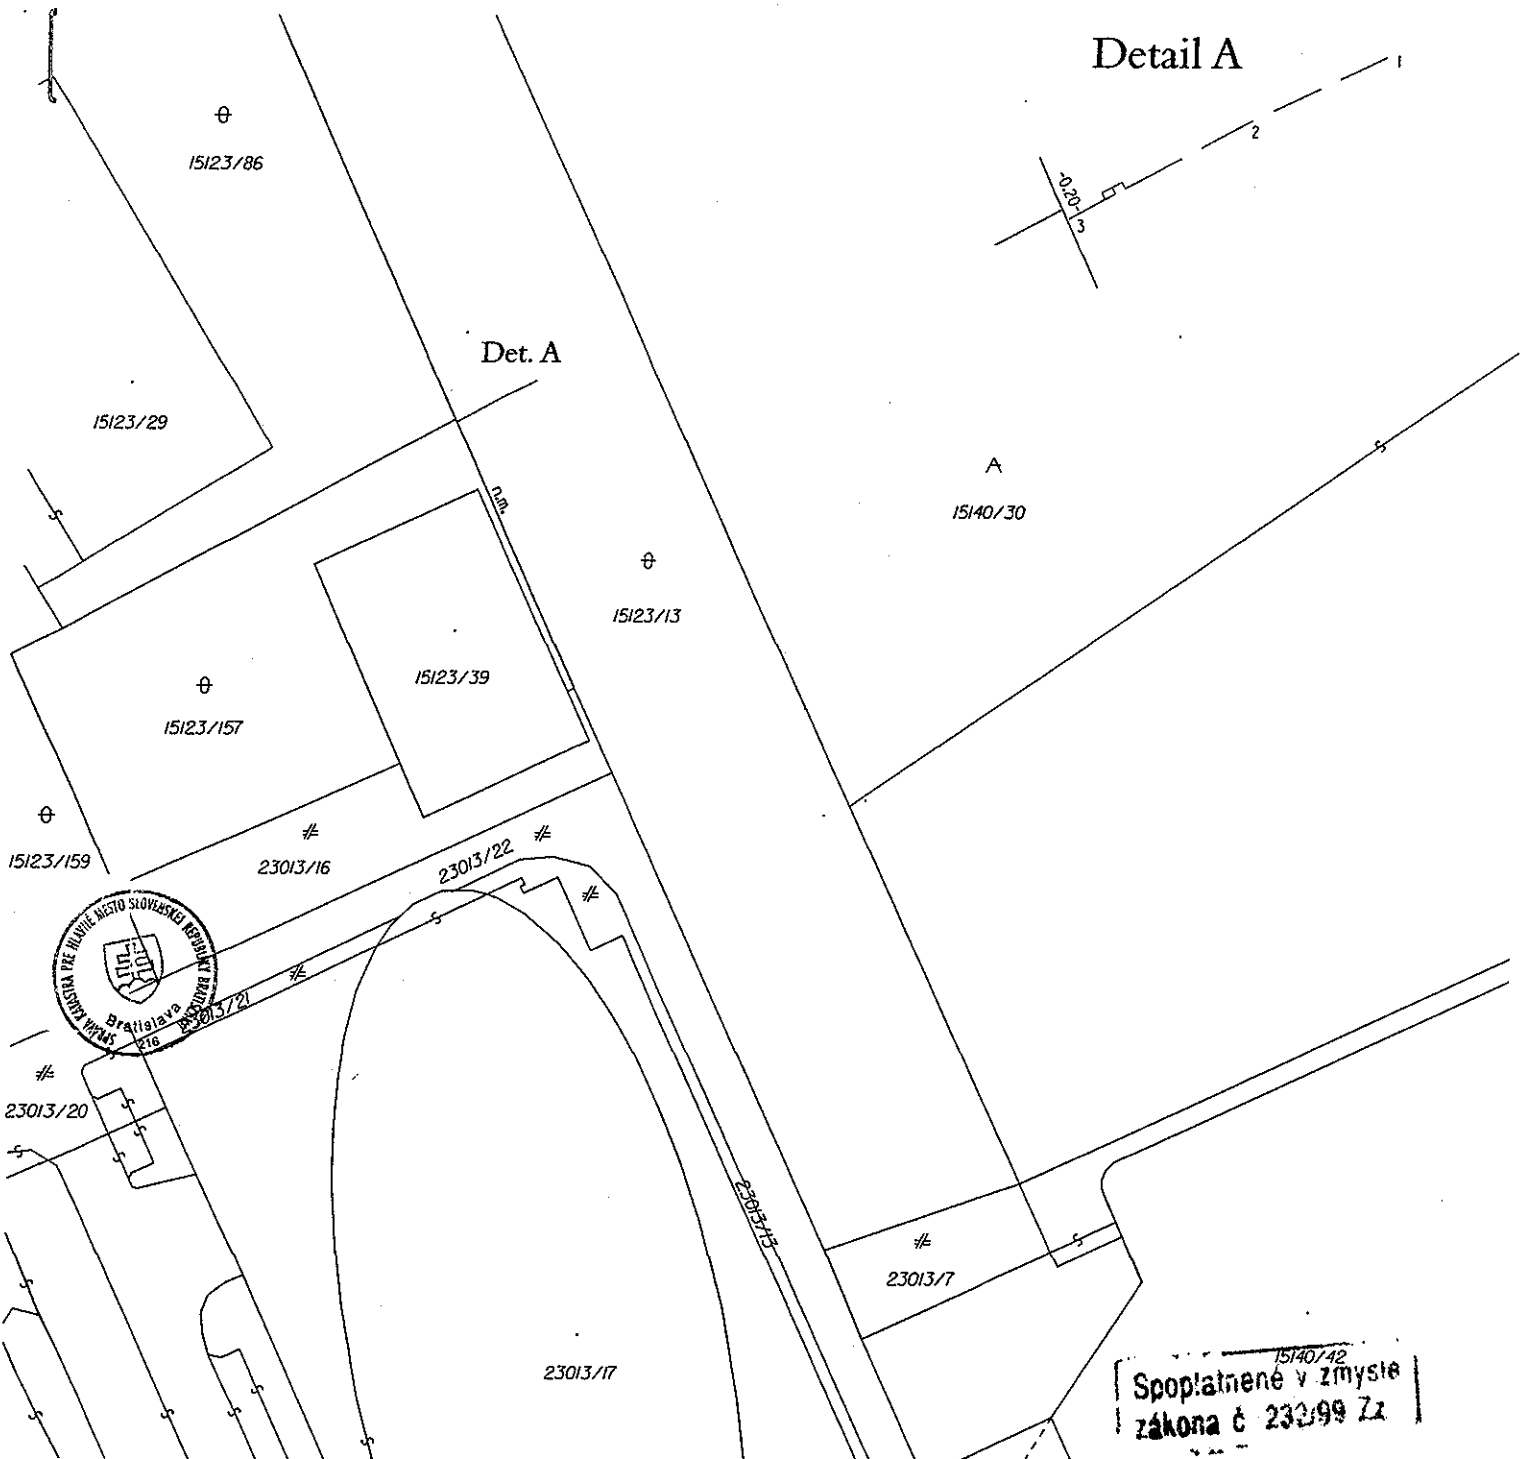 Detail A
1
2
-0.20-
3
15123/86
Det. A
15123/29
n.m.
15140/30
15123/13
15123/39
15123/157
15123/159
23013/16
23013/22
23013/21
SPRÁVA KATASTRA PRE HLAVNÉ MESTO SLOVENSKEJ REPUBLIKY
Bratislava
216
23013/20
23013/13
23013/7
23013/17
15140/42
Spoplatnené v zmysle
zákona č 232/99 Zz